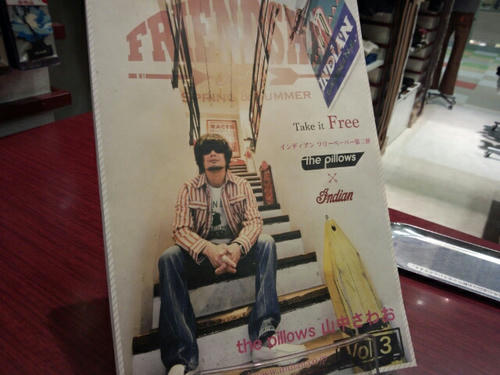 FRIENDSHIP
SPRING & SUMMER
INDIAN
Take it Free
インディアン フリーペーパー第三弾
the pillows
×
Indian
the pillows 山中さわお
Vol 3